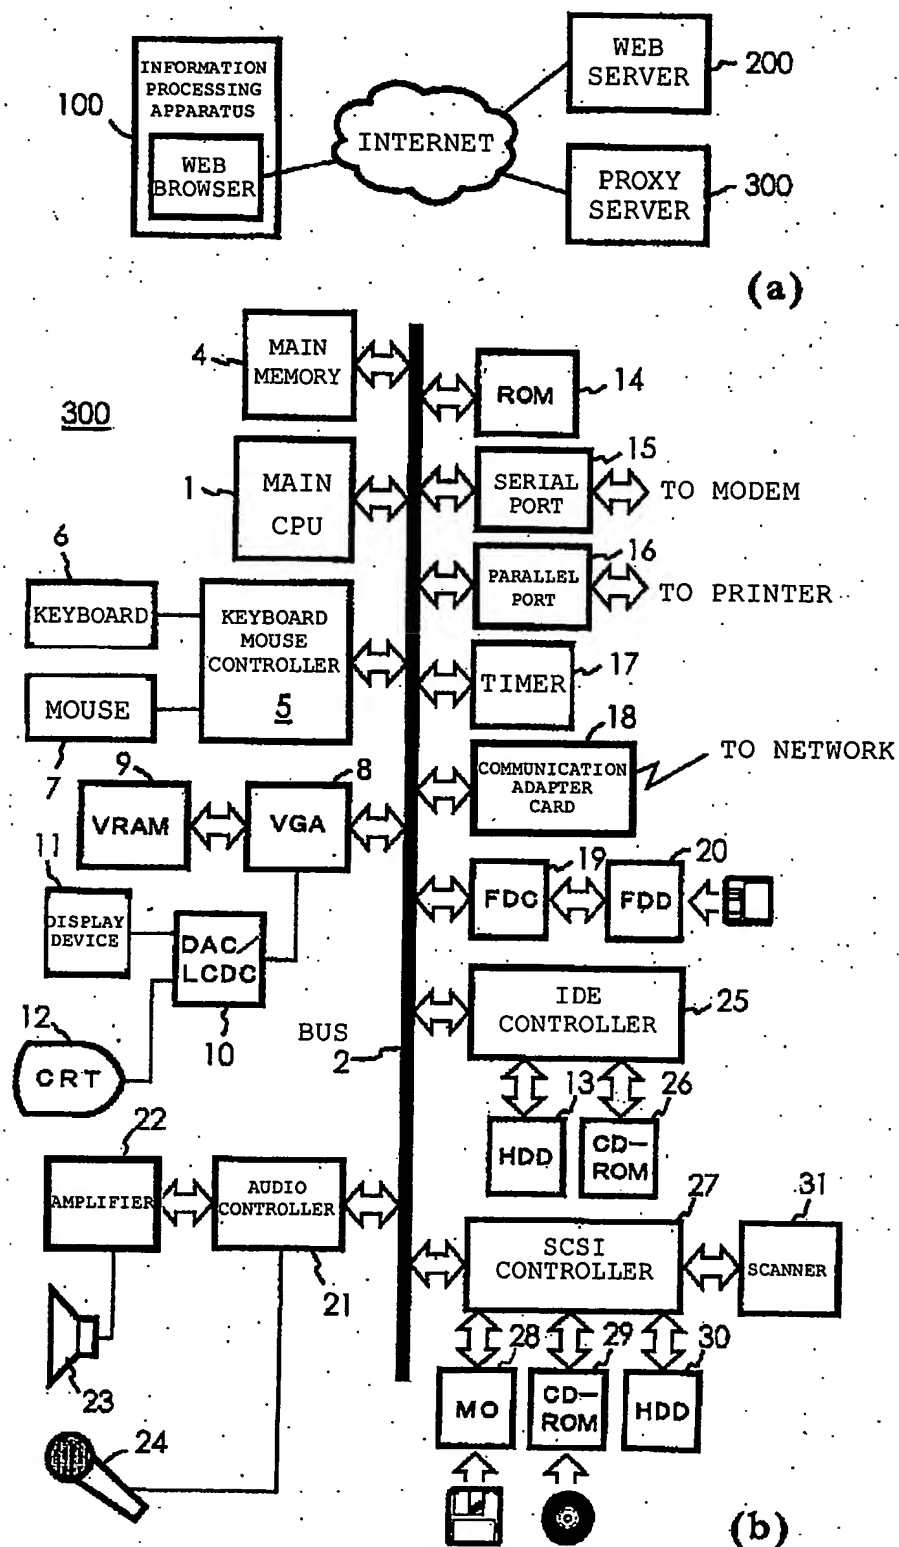 INFORMATION
PROCESSING
APPARATUS
100
WEB
BROWSER
INTERNET
WEB
SERVER
200
PROXY
SERVER
300
(a)
300
4
MAIN
MEMORY
1
MAIN
CPU
6
KEYBOARD
KEYBOARD
MOUSE
CONTROLLER
5
MOUSE
7
9
VRAM
8
VGA
11
DISPLAY
DEVICE
DAC/
LCDC
10
12
CRT
BUS
2
22
AMPLIFIER
AUDIO
CONTROLLER
21
23
24
ROM
14
15
SERIAL
PORT
TO MODEM
16
PARALLEL
PORT
TO PRINTER
17
TIMER
18
COMMUNICATION
ADAPTER
CARD
TO NETWORK
19
FDC
20
FDD
IDE
CONTROLLER
25
13
HDD
26
CD-
ROM
27
SCSI
CONTROLLER
31
SCANNER
28
MO
29
CD-
ROM
30
HDD
(b)